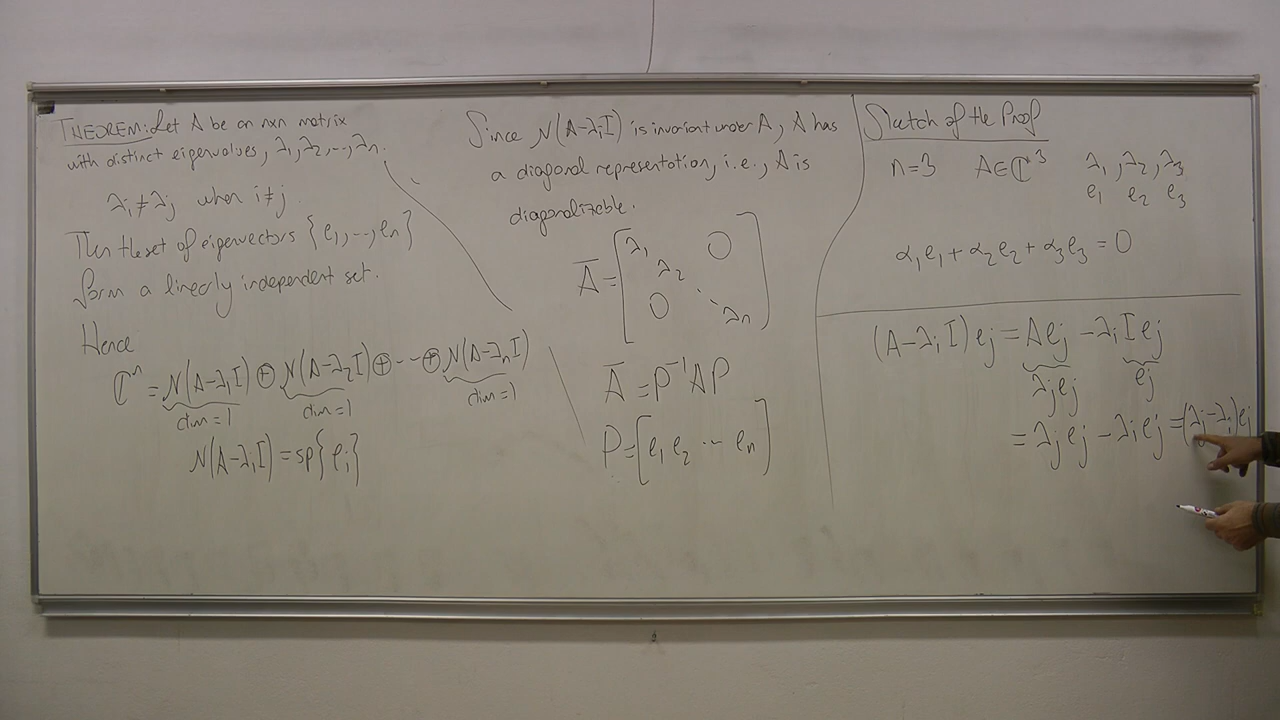 THEOREM: Let A be an nxn matrix
with distinct eigenvalues, λ₁, λ₂, ..., λₙ.
λᵢ ≠ λⱼ when i ≠ j.
Then the set of eigenvectors {e₁, ..., eₙ}
form a linearly independent set.
Hence
ℂⁿ = N(A-λ₁I) ⊕ N(A-λ₂I) ⊕ ... ⊕ N(A-λₙI)
dim=1 dim=1 dim=1
N(A-λᵢI) = sp{eᵢ}
Since N(A-λᵢI) is invariant under A, A has
a diagonal representation, i.e., A is
diagonalizable.
Ā = [λ₁ λ₂ ⋱ λₙ 0 0]
Ā = P⁻¹AP
P = [e₁ e₂ ... eₙ]
Sketch of the Proof
n=3 A∈ℂ³ λ₁, λ₂, λ₃
e₁ e₂ e₃
α₁e₁ + α₂e₂ + α₃e₃ = 0
(A-λᵢI)eⱼ = Aeⱼ - λᵢIeⱼ
λⱼeⱼ eⱼ
= λⱼeⱼ - λᵢeⱼ = (λⱼ-λᵢ)eⱼ